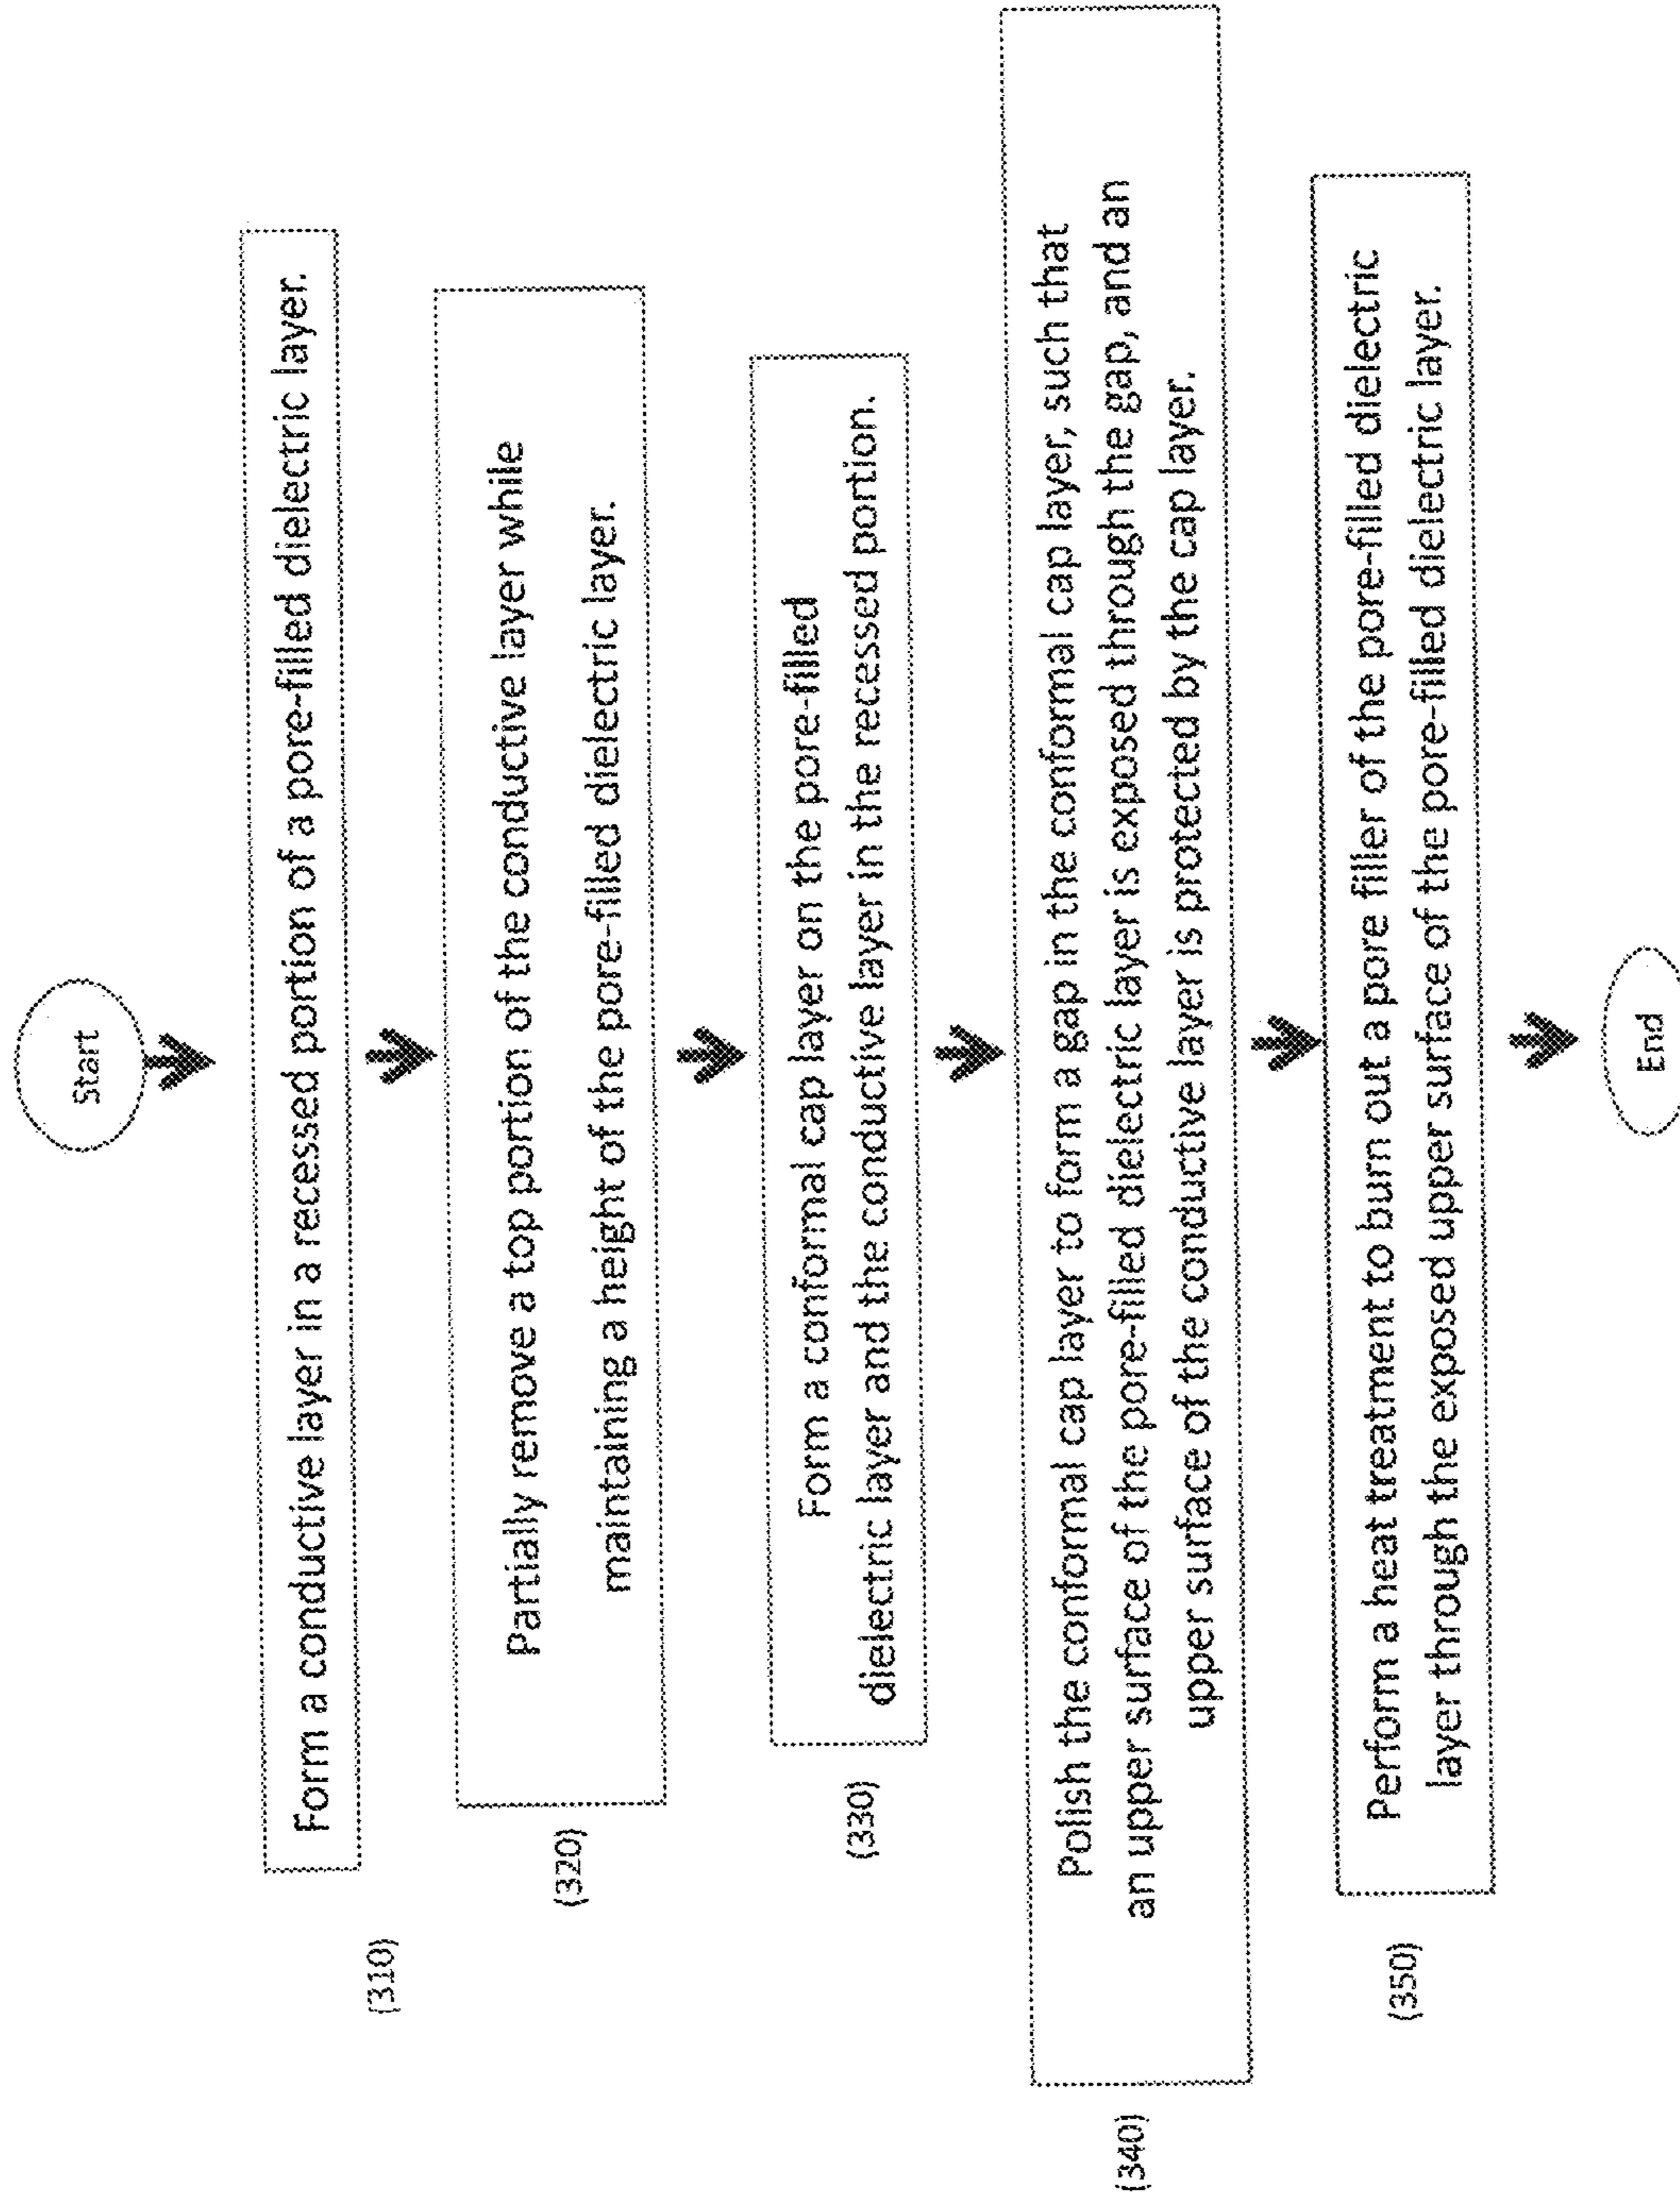 Start
Form a conductive layer in a recessed portion of a pore-filled dielectric layer.
(310)
Partially remove a top portion of the conductive layer while
maintaining a height of the pore-filled dielectric layer.
(320)
Form a conformal cap layer on the pore-filled
dielectric layer and the conductive layer in the recessed portion.
(330)
Polish the conformal cap layer to form a gap in the conformal cap layer, such that
an upper surface of the pore-filled dielectric layer is exposed through the gap, and an
upper surface of the conductive layer is protected by the cap layer.
(340)
Perform a heat treatment to burn out a pore filler of the pore-filled dielectric
layer through the exposed upper surface of the pore-filled dielectric layer.
(350)
End